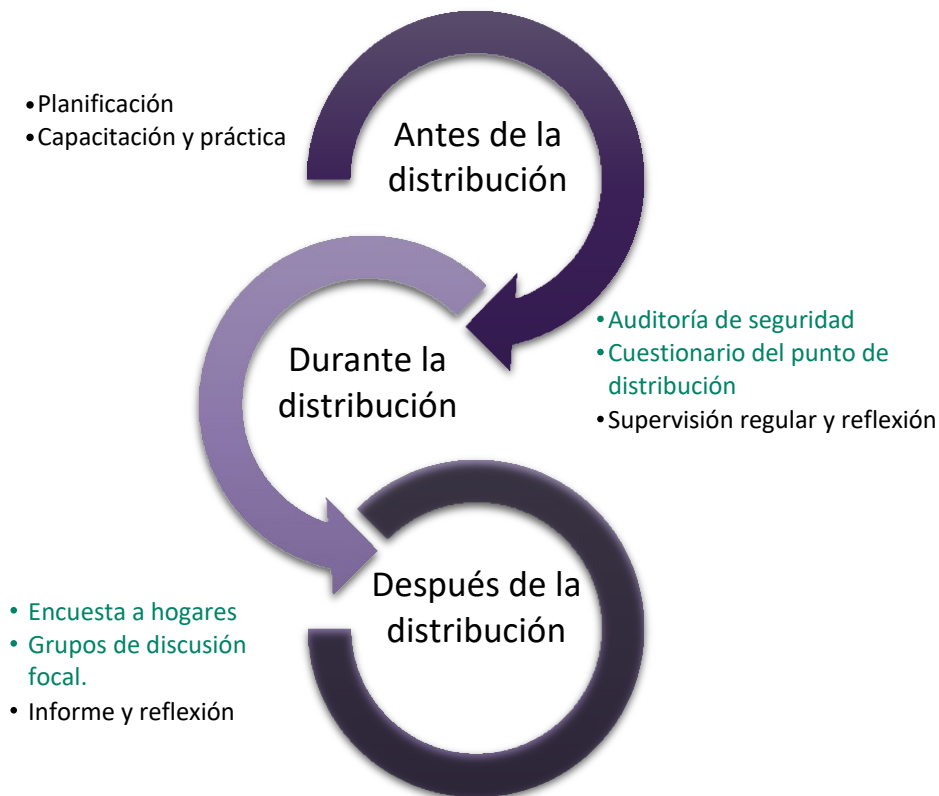 •Planificación
•Capacitación y práctica
Antes de la
distribución
Durante la
distribución
•Auditoría de seguridad
•Cuestionario del punto de
distribución
•Supervisión regular y reflexión
Después de la
distribución
• Encuesta a hogares
• Grupos de discusión
focal.
• Informe y reflexión